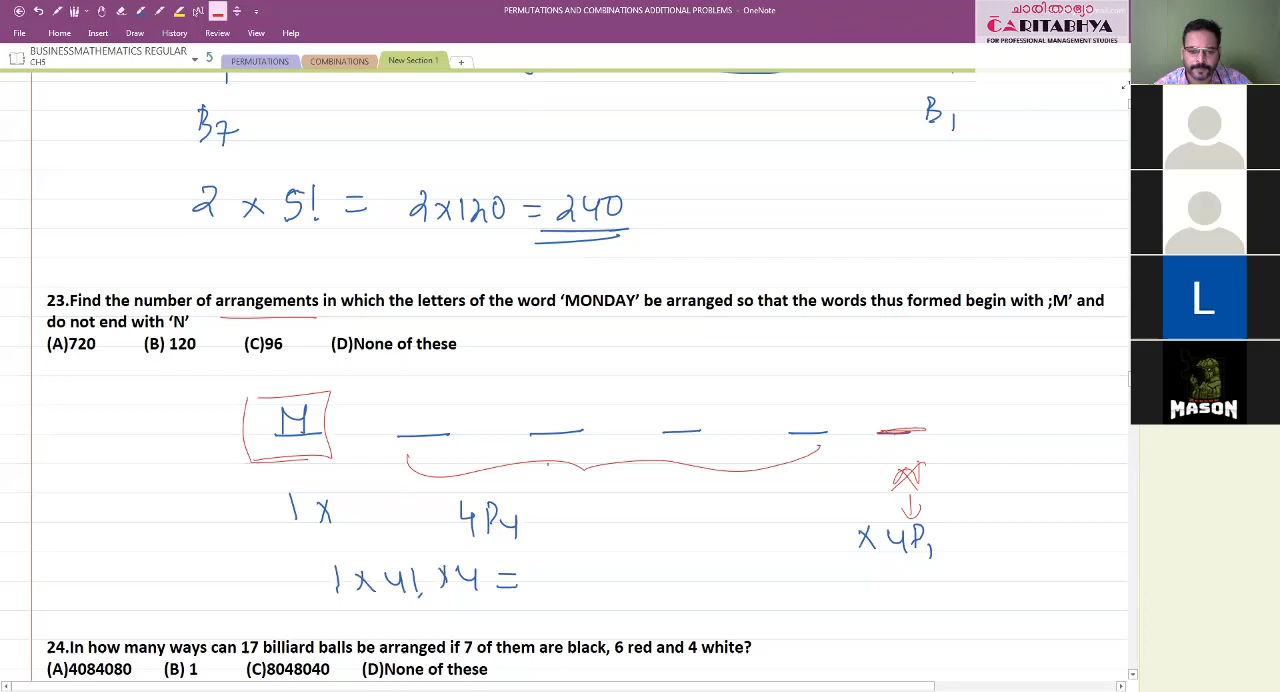 PERMUTATIONS AND COMBINATIONS ADDITIONAL PROBLEMS - OneNote
ചാരിതാഭ്യാ
CARITABHYA
FOR PROFESSIONAL MANAGEMENT STUDIES
File Home Insert Draw History Review View Help
BUSINESSMATHEMATICS REGULAR
CH5
PERMUTATIONS COMBINATIONS New Section 1
B7
B1
2 × 5! = 2×120 = 240
23.Find the number of arrangements in which the letters of the word ‘MONDAY’ be arranged so that the words thus formed begin with ;M’ and
do not end with ‘N’
(A)720 (B) 120 (C)96 (D)None of these
M
N
1 × 4P4 × 4P1
1 × 4! × 4 =
24.In how many ways can 17 billiard balls be arranged if 7 of them are black, 6 red and 4 white?
(A)4084080 (B) 1 (C)8048040 (D)None of these
L
MASON